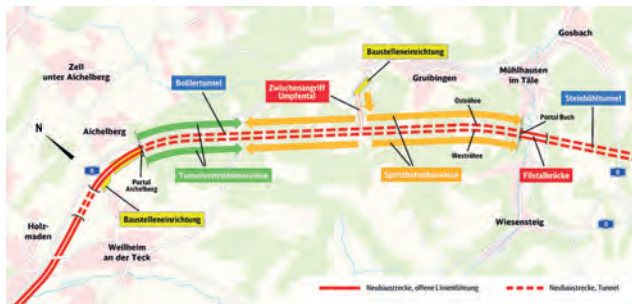 Gosbach
Zell
unter Aichelberg
Baustelleneinrichtung
Mühlhausen
im Täle
Boßlertunnel
Zwischenangriff
Umpfental
Gruibingen
Steinbühltunnel
N
Aichelberg
Oströhre
Portal Buch
8
Portal
Aichelberg
Tunnelvortriebsmaschine
Weströhre
Spritzbetonbauweise
Filstalbrücke
Baustelleneinrichtung
Holz-
maden
Weilheim
an der Teck
Wiesensteig
8
8
Neubaustrecke, offene Linienführung
Neubaustrecke, Tunnel